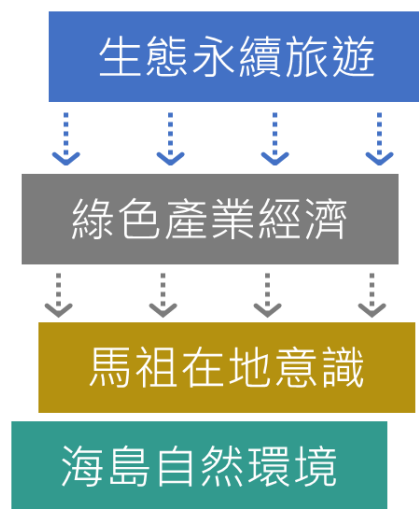 生態永續旅遊
綠色產業經濟
馬祖在地意識
海島自然環境